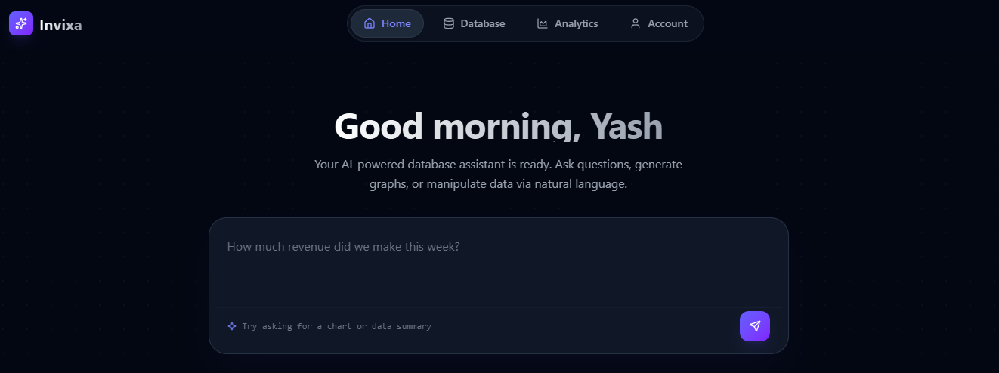 Invixa
Home Database Analytics Account
Good morning, Yash
Your AI-powered database assistant is ready. Ask questions, generate
graphs, or manipulate data via natural language.
How much revenue did we make this week?
Try asking for a chart or data summary